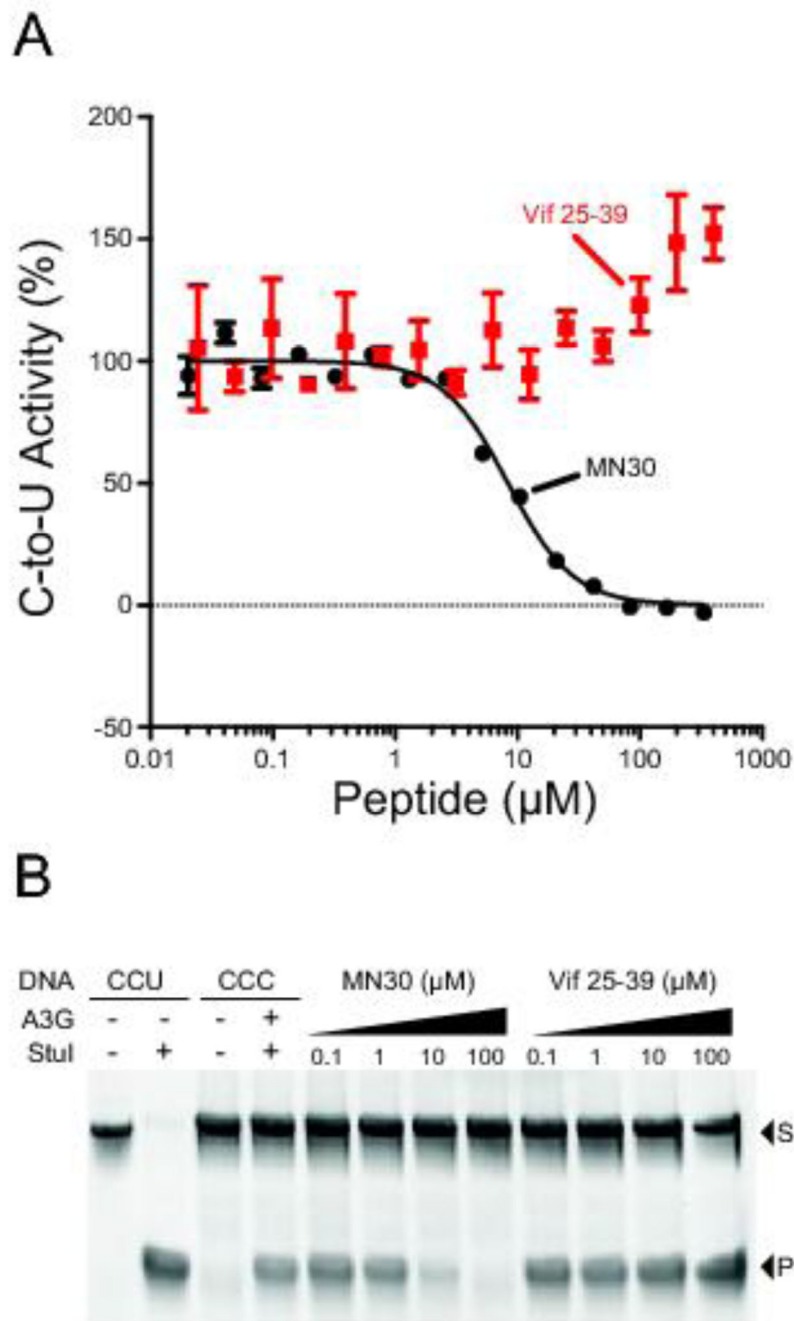 A
200
150
100
50
0
-50
C-to-U Activity (%)
Vif 25-39
MN30
0.01 0.1 1 10 100 1000
Peptide (µM)
B
DNA CCU CCC MN30 (µM) Vif 25-39 (µM)
A3G - - - +
StuI - + - + 0.1 1 10 100 0.1 1 10 100
S
P